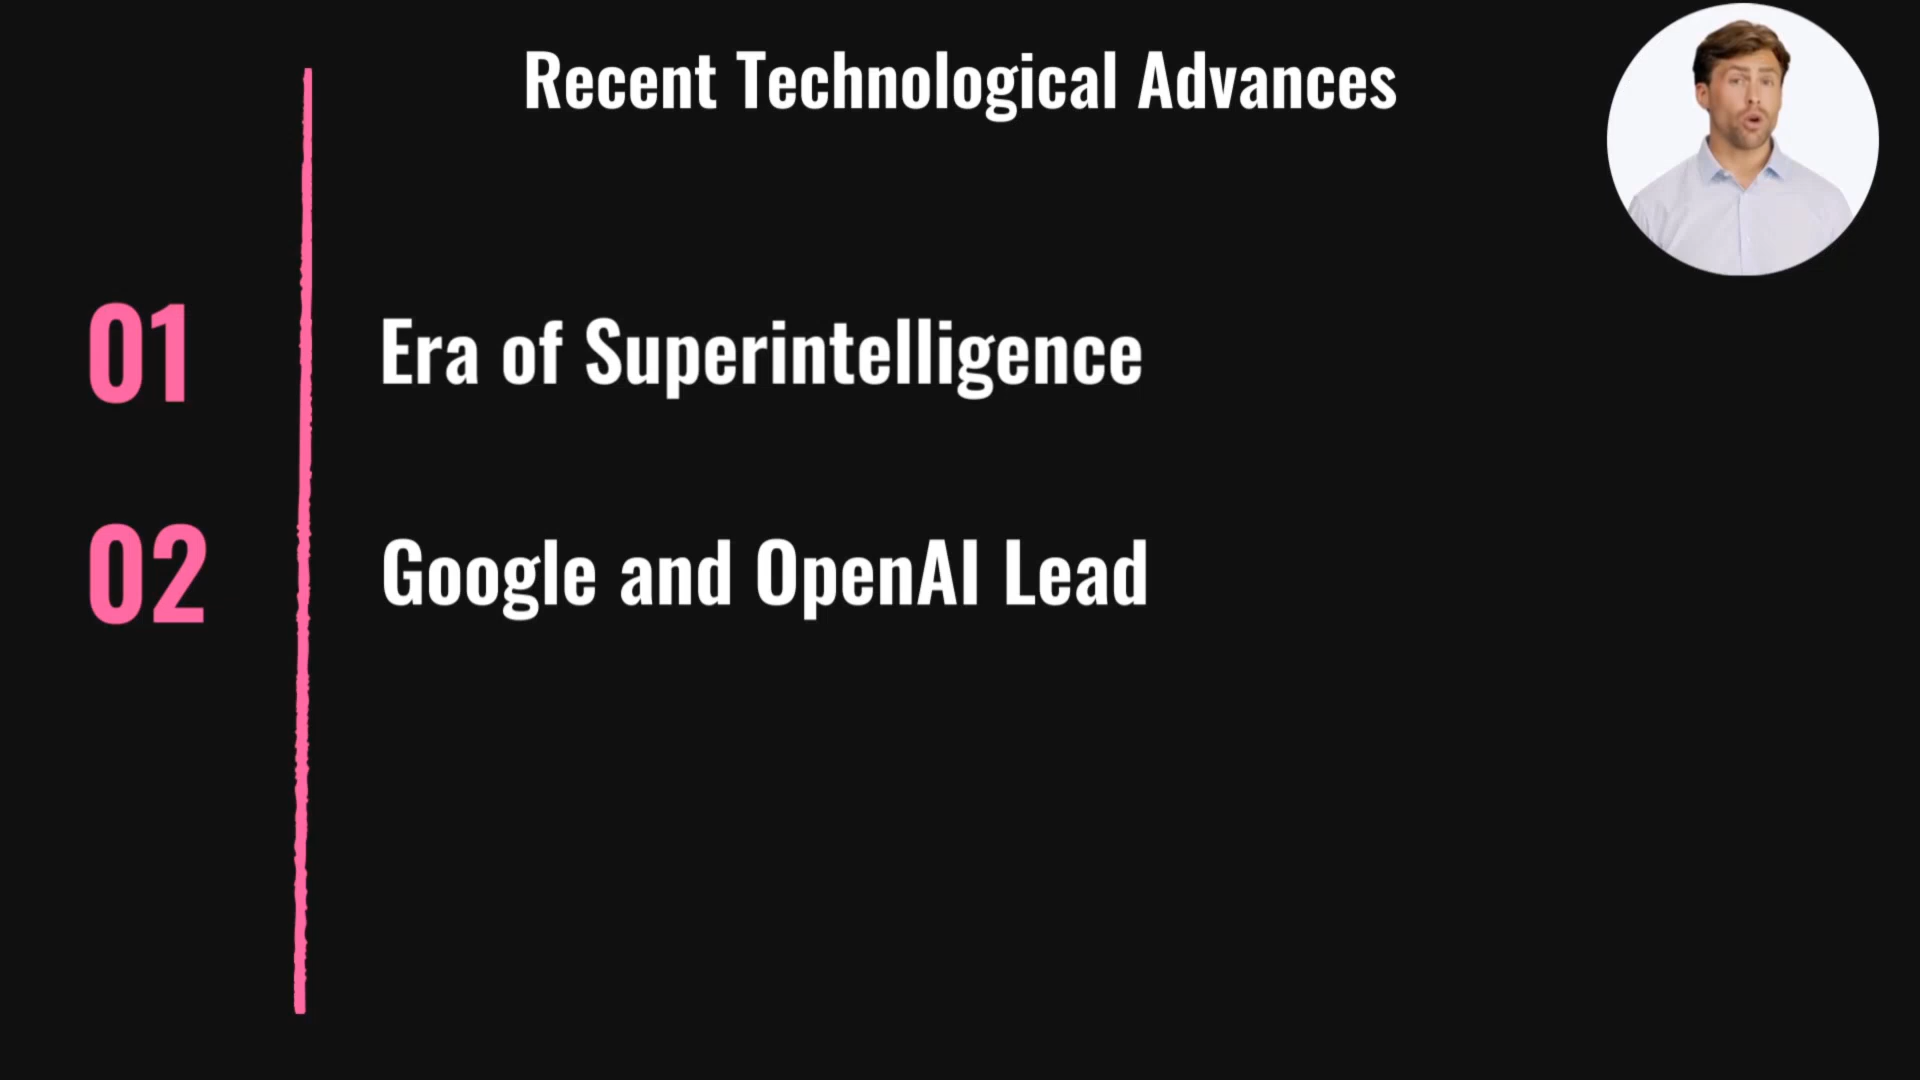 Recent Technological Advances
01 Era of Superintelligence
02 Google and OpenAI Lead